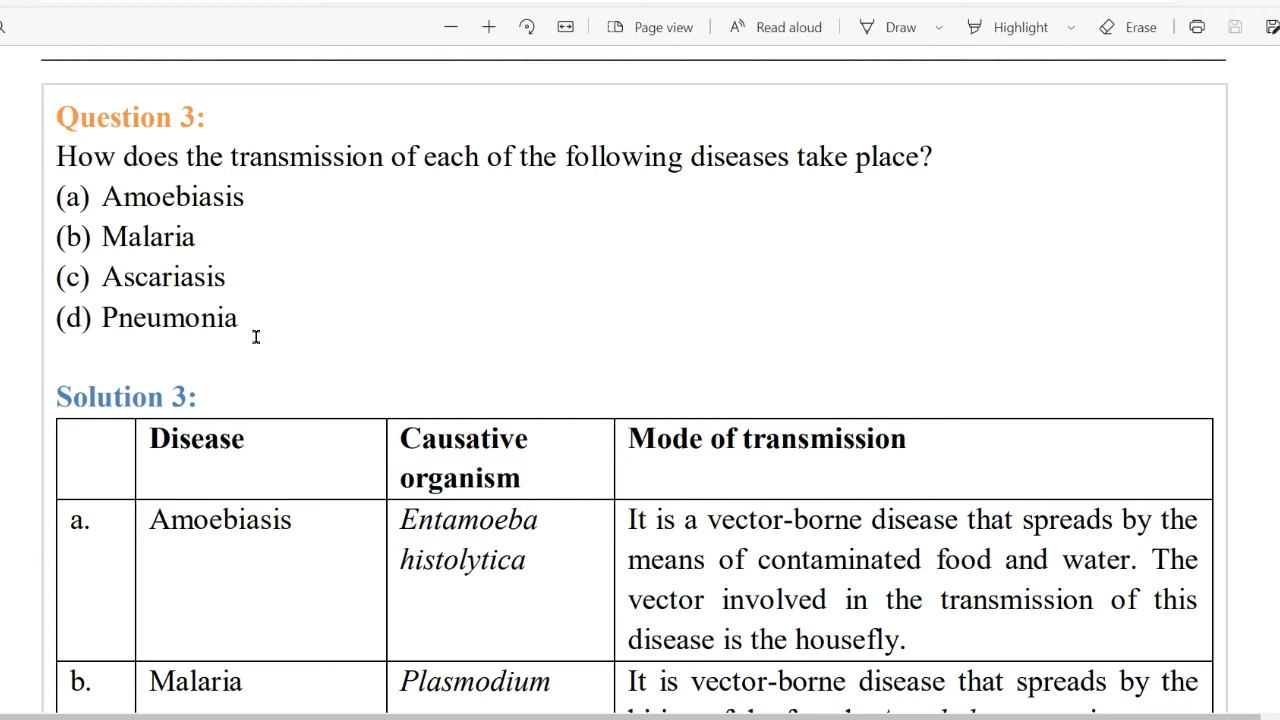 Page view
Read aloud
Draw
Highlight
Erase
Question 3:
How does the transmission of each of the following diseases take place?
(a) Amoebiasis
(b) Malaria
(c) Ascariasis
(d) Pneumonia
Solution 3:
Disease
Causative
organism
Mode of transmission
a.
Amoebiasis
Entamoeba
histolytica
It is a vector-borne disease that spreads by the
means of contaminated food and water. The
vector involved in the transmission of this
disease is the housefly.
b.
Malaria
Plasmodium
It is vector-borne disease that spreads by the